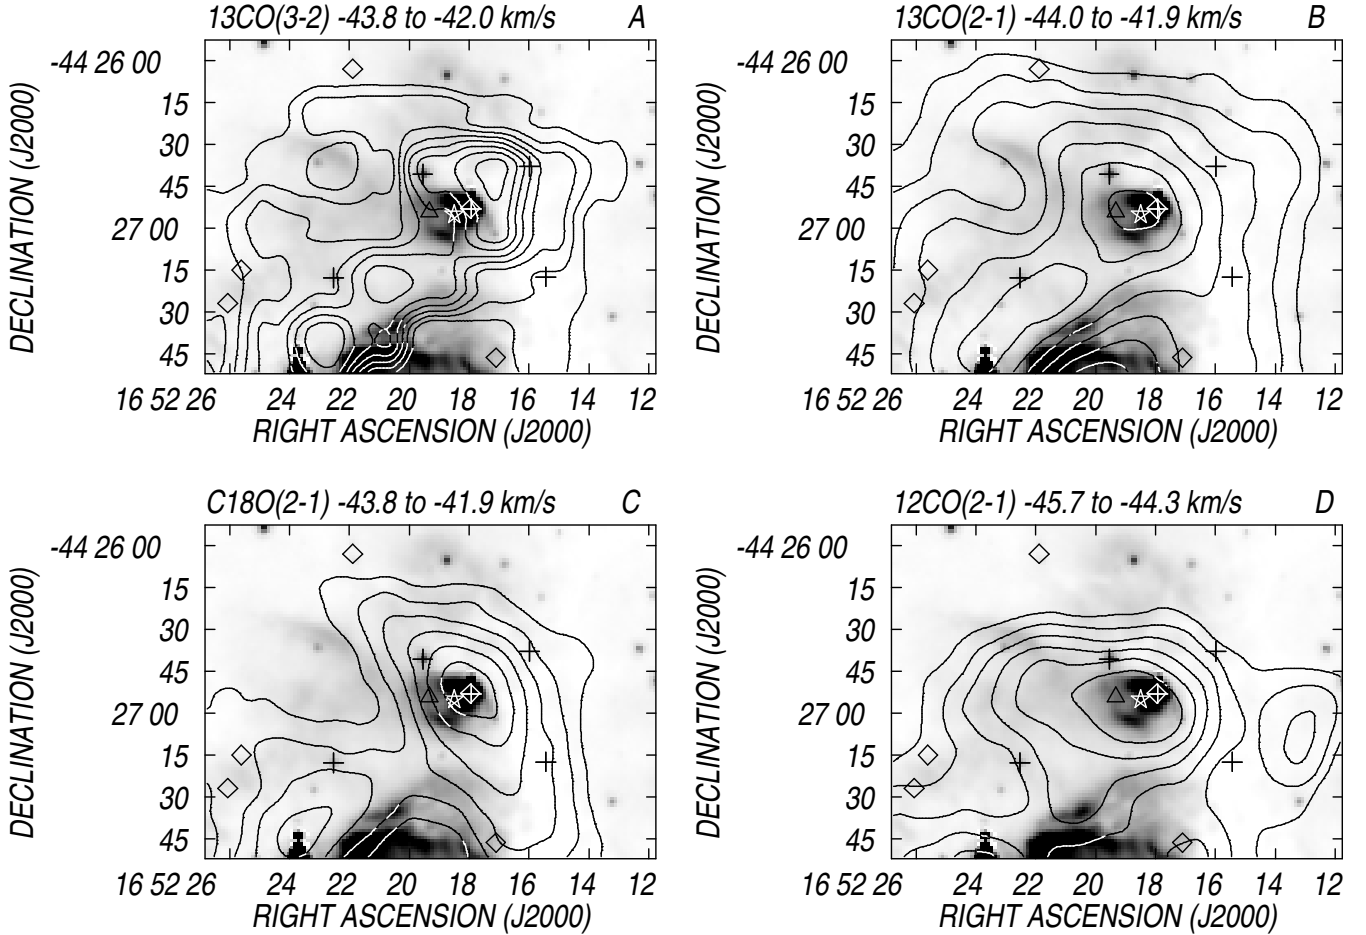 13CO(3-2) -43.8 to -42.0 km/s A
-44 26 00
15
30
45
27 00
15
30
45
DECLINATION (J2000)
16 52 26 24 22 20 18 16 14 12
RIGHT ASCENSION (J2000)
13CO(2-1) -44.0 to -41.9 km/s B
-44 26 00
15
30
45
27 00
15
30
45
DECLINATION (J2000)
16 52 26 24 22 20 18 16 14 12
RIGHT ASCENSION (J2000)
C18O(2-1) -43.8 to -41.9 km/s C
-44 26 00
15
30
45
27 00
15
30
45
DECLINATION (J2000)
16 52 26 24 22 20 18 16 14 12
RIGHT ASCENSION (J2000)
12CO(2-1) -45.7 to -44.3 km/s D
-44 26 00
15
30
45
27 00
15
30
45
DECLINATION (J2000)
16 52 26 24 22 20 18 16 14 12
RIGHT ASCENSION (J2000)